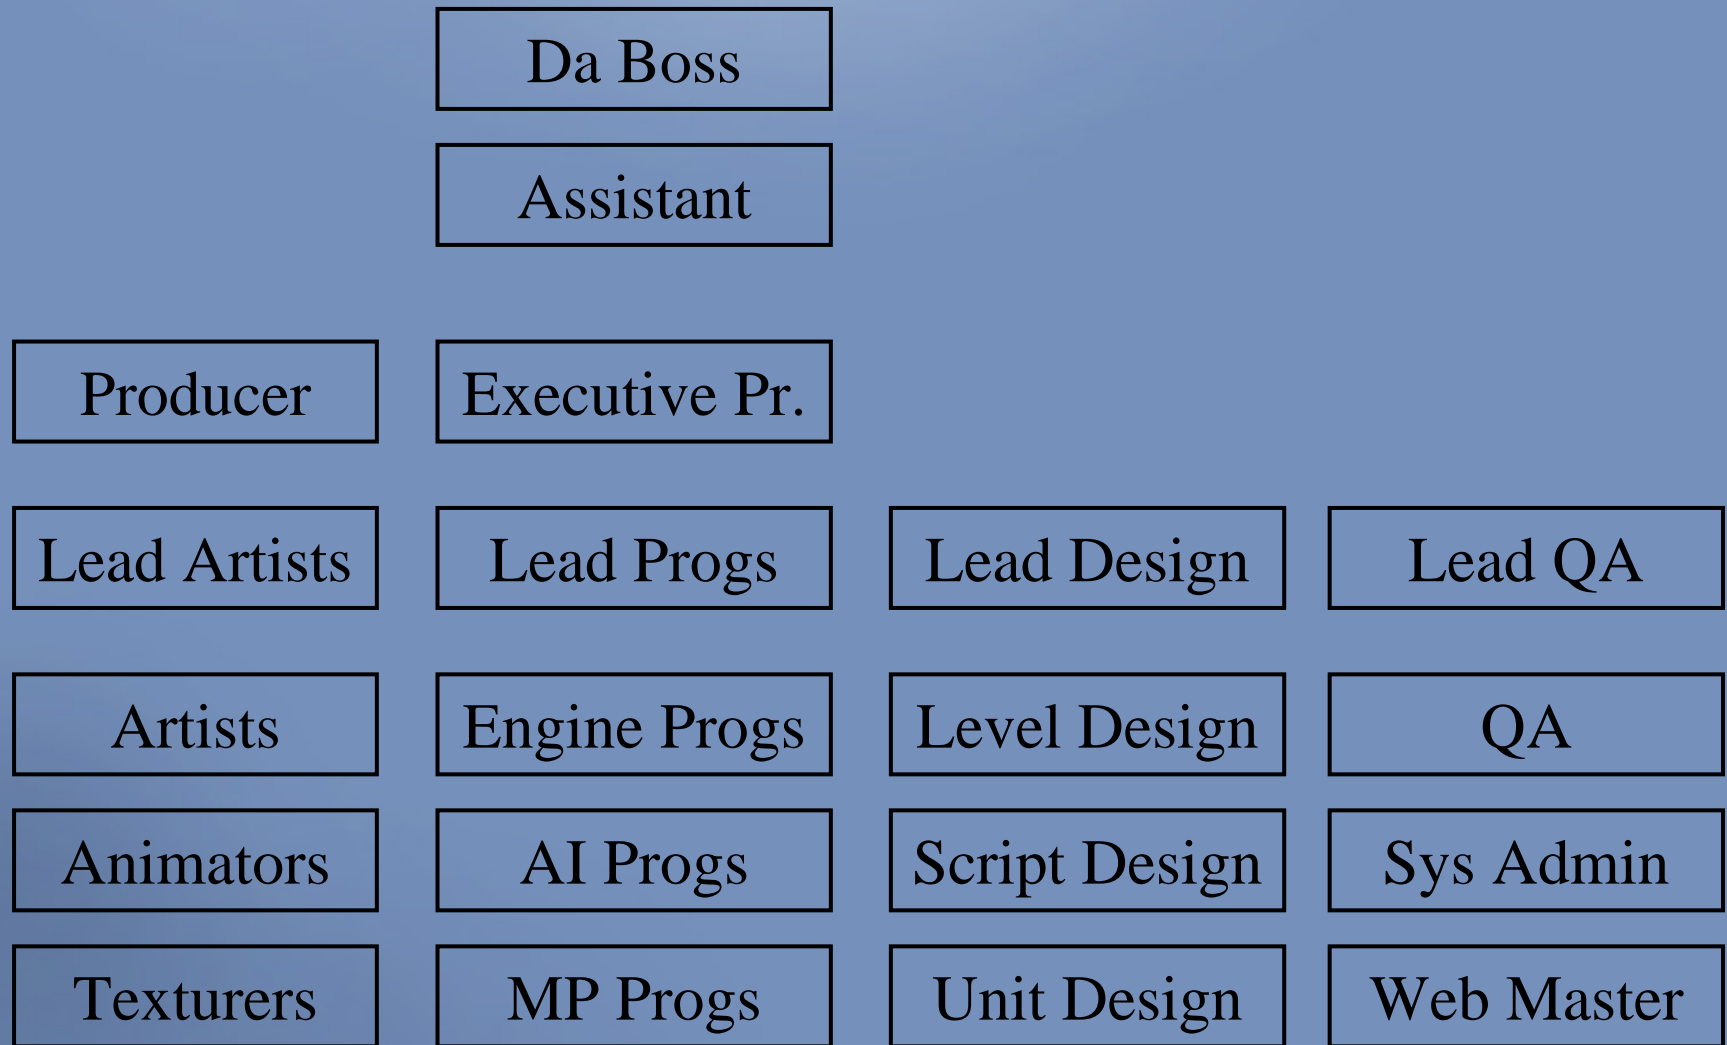 Da Boss
Assistant
Producer
Executive Pr.
Lead Artists
Lead Progs
Lead Design
Lead QA
Artists
Engine Progs
Level Design
QA
Animators
AI Progs
Script Design
Sys Admin
Texturers
MP Progs
Unit Design
Web Master